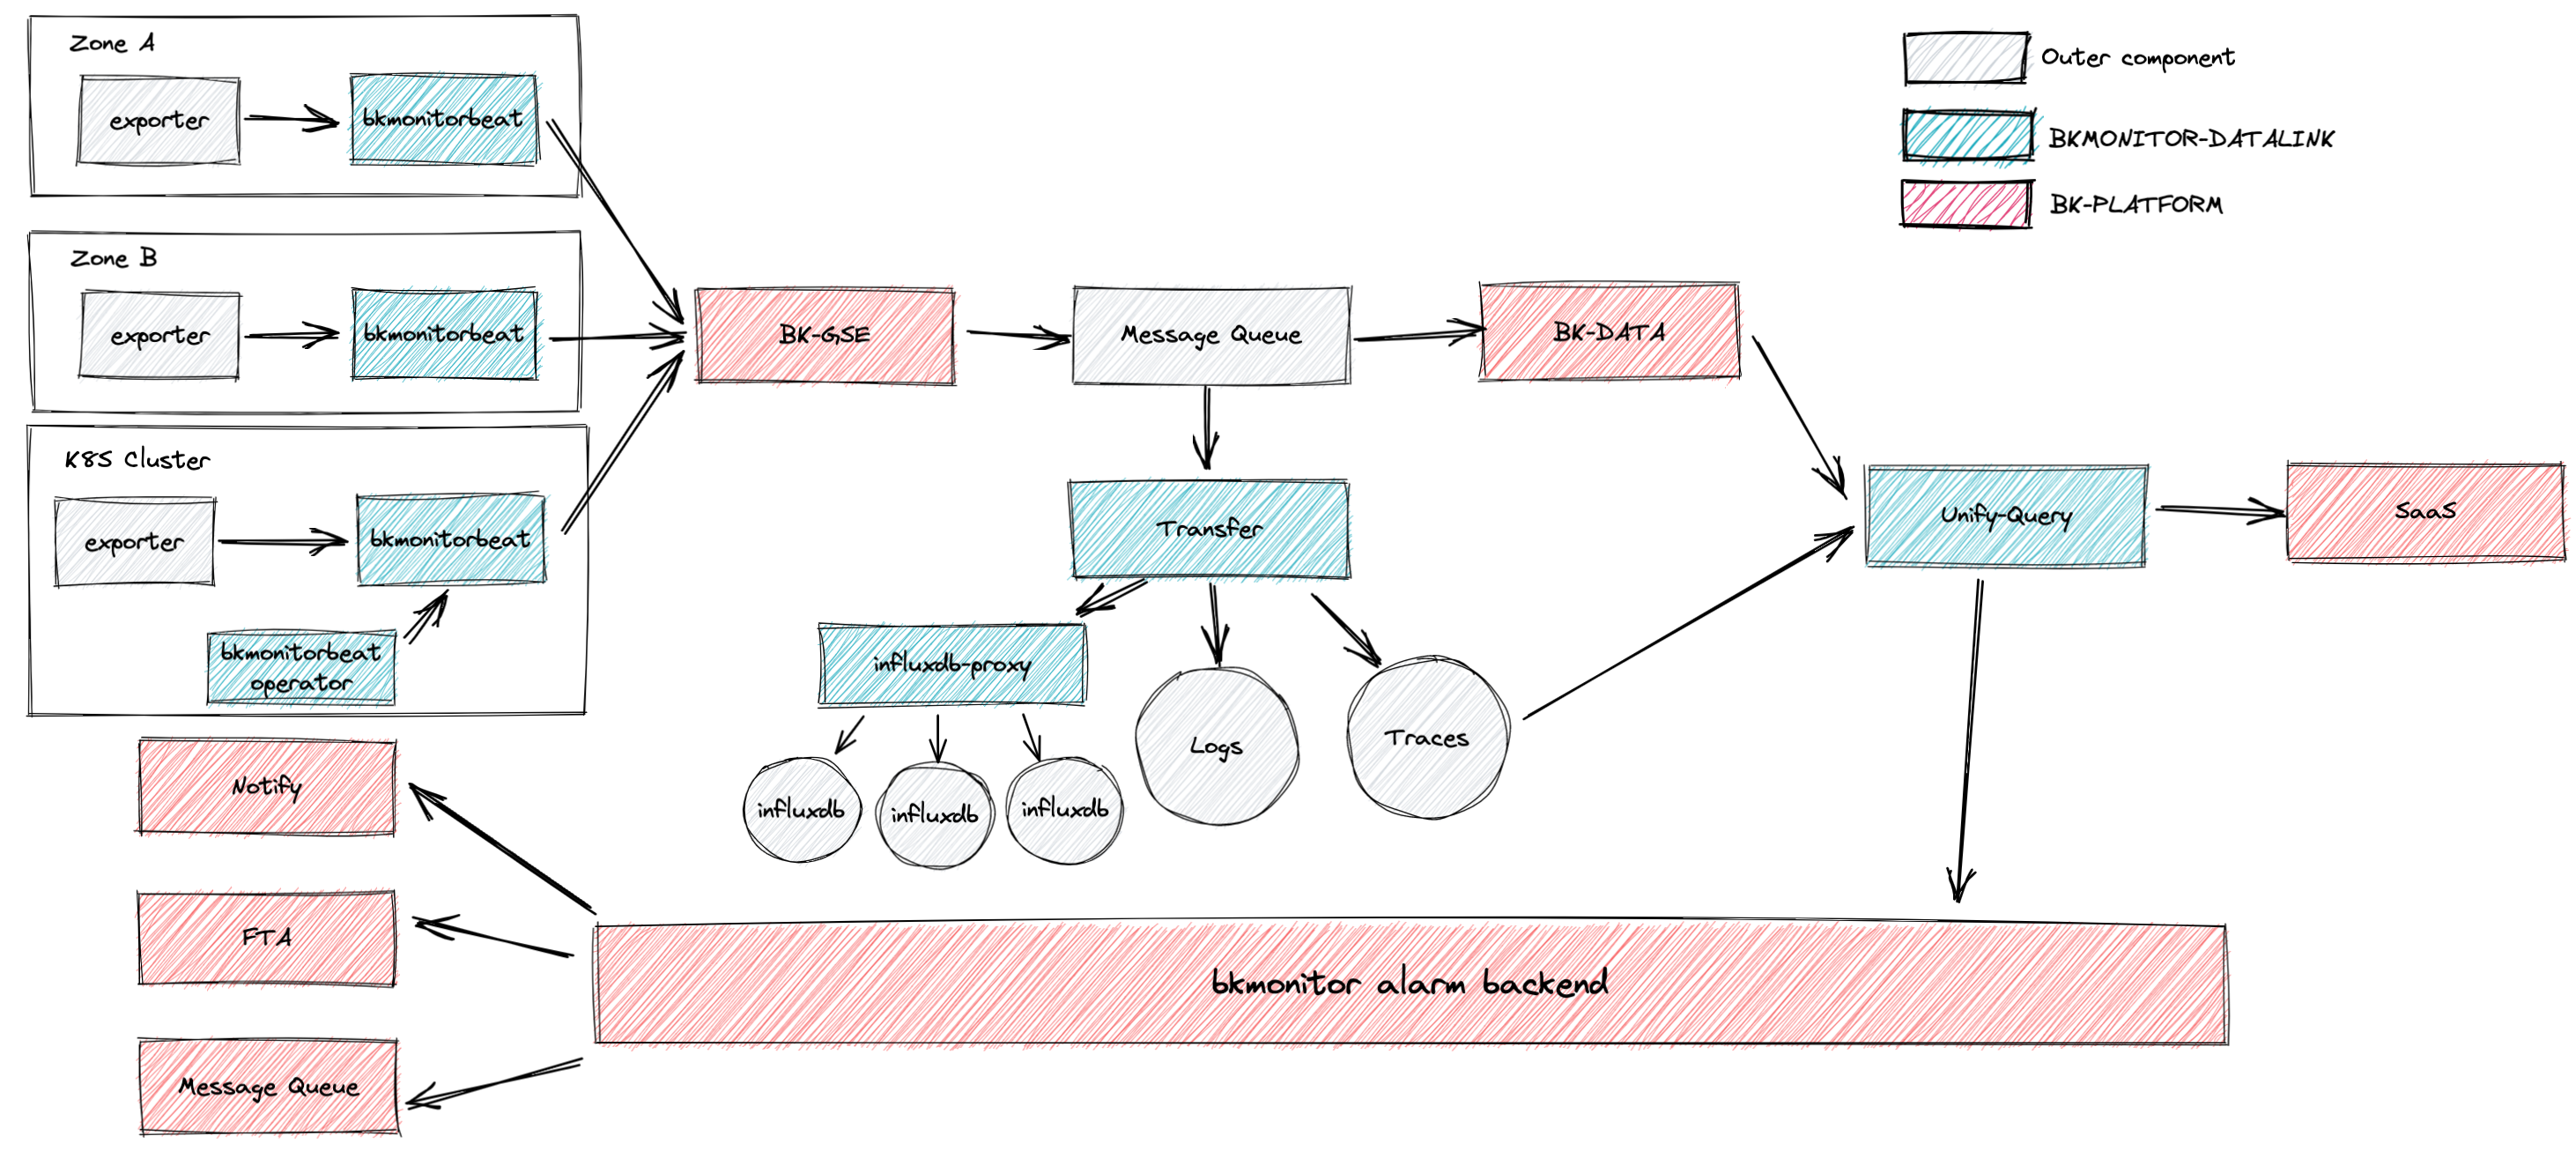 Zone A
exporter
bkmonitorbeat
Outer component
BKMONITOR-DATALINK
BK-PLATFORM
Zone B
exporter
bkmonitorbeat
BK-GSE
Message Queue
BK-DATA
K8S Cluster
exporter
bkmonitorbeat
bkmonitorbeat
operator
Transfer
Unify-Query
SaaS
influxdb-proxy
Logs
Traces
influxdb
influxdb
influxdb
Notify
FTA
Message Queue
bkmonitor alarm backend